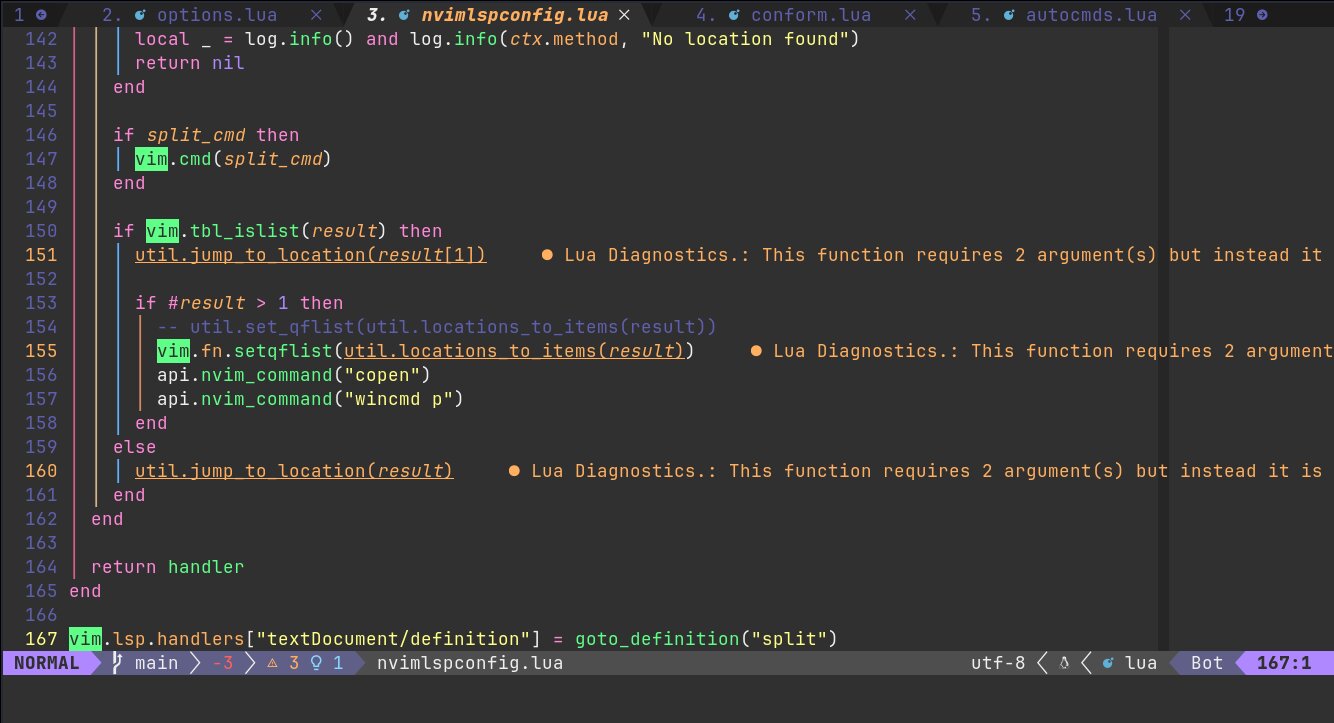 1 2. options.lua × 3. nvimlspconfig.lua × 4. conform.lua × 5. autocmds.lua × 19
142 local _ = log.info() and log.info(ctx.method, "No location found")
143 return nil
144 end
145
146 if split_cmd then
147 vim.cmd(split_cmd)
148 end
149
150 if vim.tbl_islist(result) then
151 util.jump_to_location(result[1]) ● Lua Diagnostics.: This function requires 2 argument(s) but instead it
152
153 if #result > 1 then
154 -- util.set_qflist(util.locations_to_items(result))
155 vim.fn.setqflist(util.locations_to_items(result)) ● Lua Diagnostics.: This function requires 2 argument
156 api.nvim_command("copen")
157 api.nvim_command("wincmd p")
158 end
159 else
160 util.jump_to_location(result) ● Lua Diagnostics.: This function requires 2 argument(s) but instead it is
161 end
162 end
163
164 return handler
165 end
166
167 vim.lsp.handlers["textDocument/definition"] = goto_definition("split")
NORMAL main -3 3 1 nvimlspconfig.lua utf-8 lua Bot 167:1